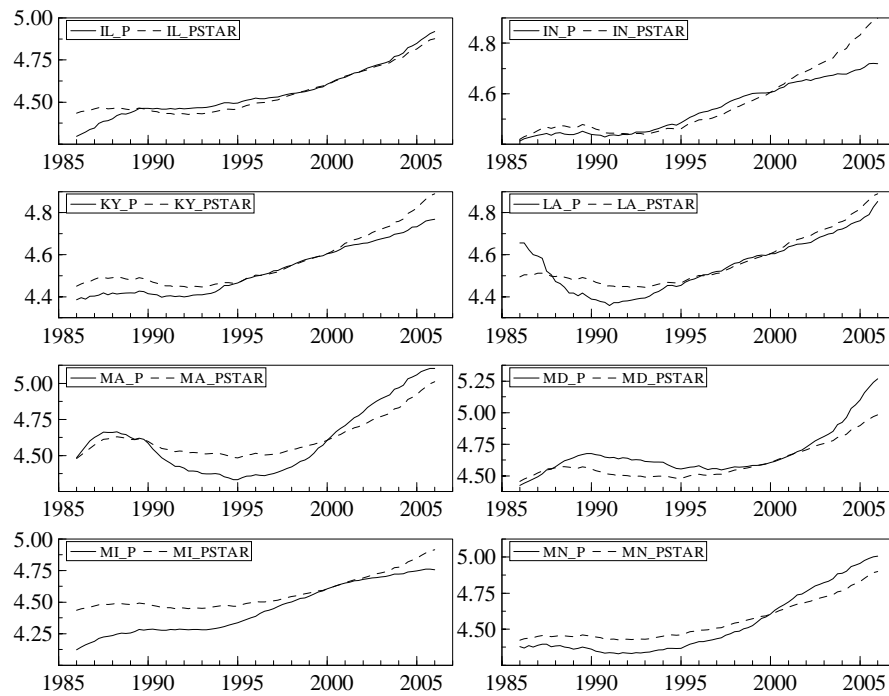 5.00 IL_P IL_PSTAR
4.75
4.50
1985 1990 1995 2000 2005
IN_P IN_PSTAR
4.8
4.6
1985 1990 1995 2000 2005
4.8 KY_P KY_PSTAR
4.6
4.4
1985 1990 1995 2000 2005
4.8 LA_P LA_PSTAR
4.6
4.4
1985 1990 1995 2000 2005
MA_P MA_PSTAR
5.00
4.75
4.50
1985 1990 1995 2000 2005
MD_P MD_PSTAR
5.25
5.00
4.75
4.50
1985 1990 1995 2000 2005
5.00 MI_P MI_PSTAR
4.75
4.50
4.25
1985 1990 1995 2000 2005
MN_P MN_PSTAR
5.00
4.75
4.50
1985 1990 1995 2000 2005